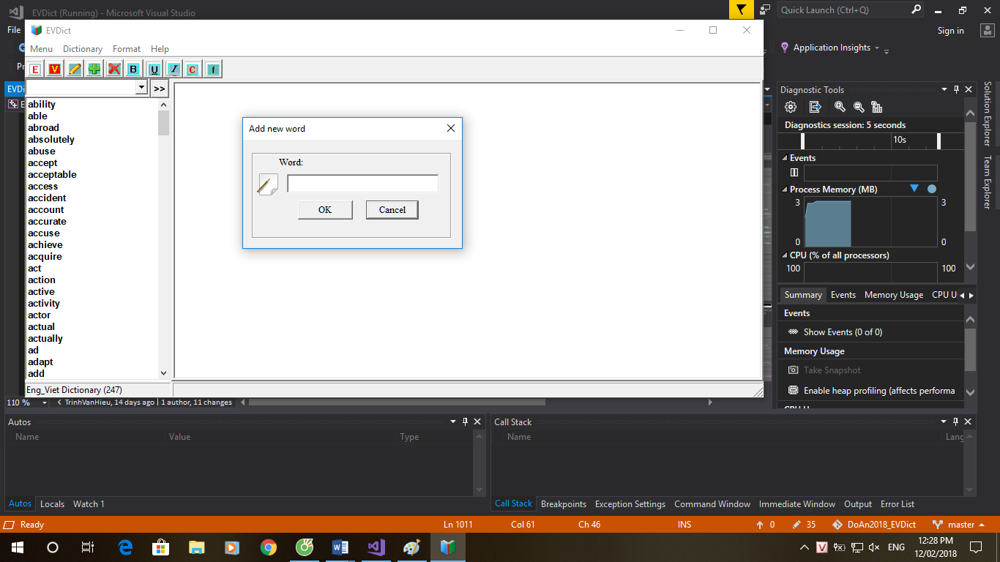 EVDict (Running) - Microsoft Visual Studio
Quick Launch (Ctrl+Q)
File
EVDict
Sign in
Menu Dictionary Format Help
Application Insights
E V B U I C f
>>
ability
able
abroad
absolutely
abuse
accept
acceptable
access
accident
account
accurate
accuse
achieve
acquire
act
action
active
activity
actor
actual
actually
ad
adapt
add
Eng_Viet Dictionary (247)
Add new word
Word:
OK Cancel
Diagnostic Tools
Diagnostics session: 5 seconds
10s
Events
Process Memory (MB)
3 3
0 0
CPU (% of all processors)
100 100
Summary Events Memory Usage CPU U
Events
Show Events (0 of 0)
Memory Usage
Take Snapshot
Enable heap profiling (affects performa
Solution Explorer
Team Explorer
110 % TrinhVanHieu, 14 days ago | 1 author, 11 changes
Autos
Name Value Type
Autos Locals Watch 1
Call Stack
Name Lang
Call Stack Breakpoints Exception Settings Command Window Immediate Window Output Error List
Ready Ln 1011 Col 61 Ch 46 INS 0 35 DoAn2018_EVDict master
ENG 12:28 PM
12/02/2018